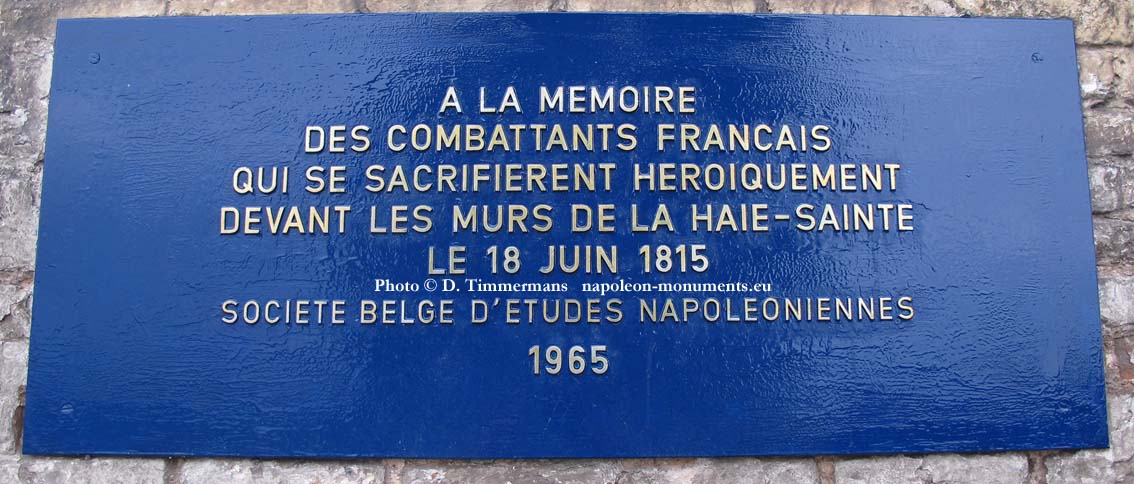 A LA MEMOIRE
DES COMBATTANTS FRANCAIS
QUI SE SACRIFIERENT HEROIQUEMENT
DEVANT LES MURS DE LA HAIE-SAINTE
LE 18 JUIN 1815
Photo © D. Timmermans napoleon-monuments.eu
SOCIETE BELGE D'ETUDES NAPOLEONIENNES
1965